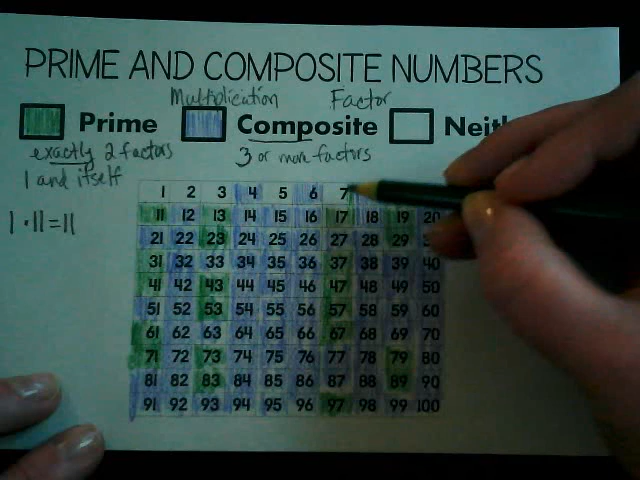 PRIME AND COMPOSITE NUMBERS
Multiplication Factor
Prime Composite Neith
exactly 2 factors 3 or more factors
1 and itself
1 · 11 = 11
1 2 3 4 5 6 7
11 12 13 14 15 16 17 18 19 20
21 22 23 24 25 26 27 28 29
31 32 33 34 35 36 37 38 39 40
41 42 43 44 45 46 47 48 49 50
51 52 53 54 55 56 57 58 59 60
61 62 63 64 65 66 67 68 69 70
71 72 73 74 75 76 77 78 79 80
81 82 83 84 85 86 87 88 89 90
91 92 93 94 95 96 97 98 99 100